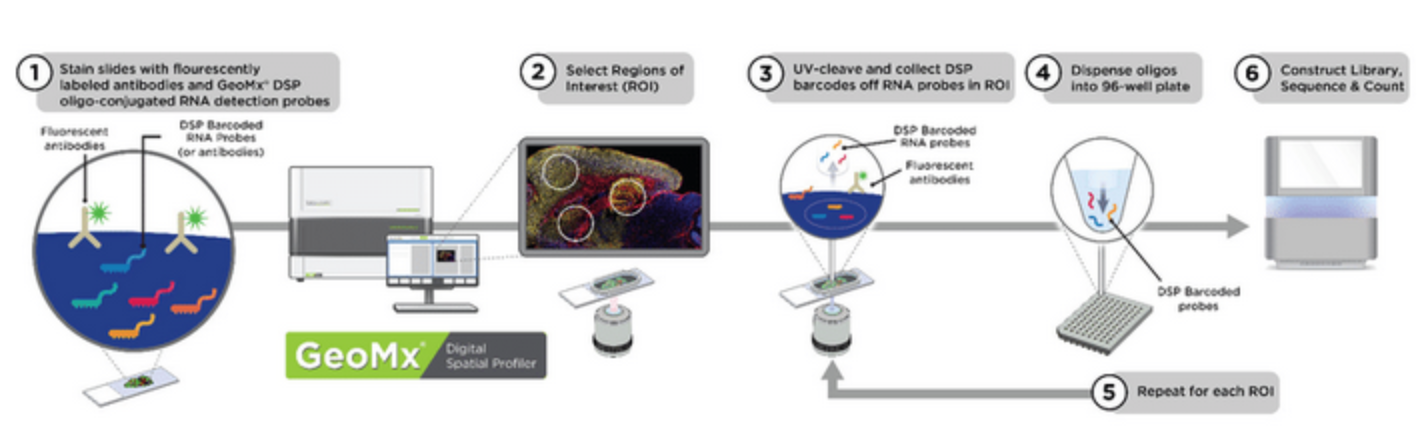 1
Stain slides with flourescently
labeled antibodies and GeoMx® DSP
oligo-conjugated RNA detection probes
Fluorescent
antibodies
DSP Barcoded
RNA Probes
(or antibodies)
GeoMx®
Digital
Spatial Profiler
2
Select Regions of
Interest (ROI)
3
UV-cleave and collect DSP
barcodes off RNA probes in ROI
DSP Barcoded
RNA probes
Fluorescent
antibodies
4
Dispense oligos
into 96-well plate
DSP Barcoded
probes
5
Repeat for each ROI
6
Construct Library,
Sequence & Count